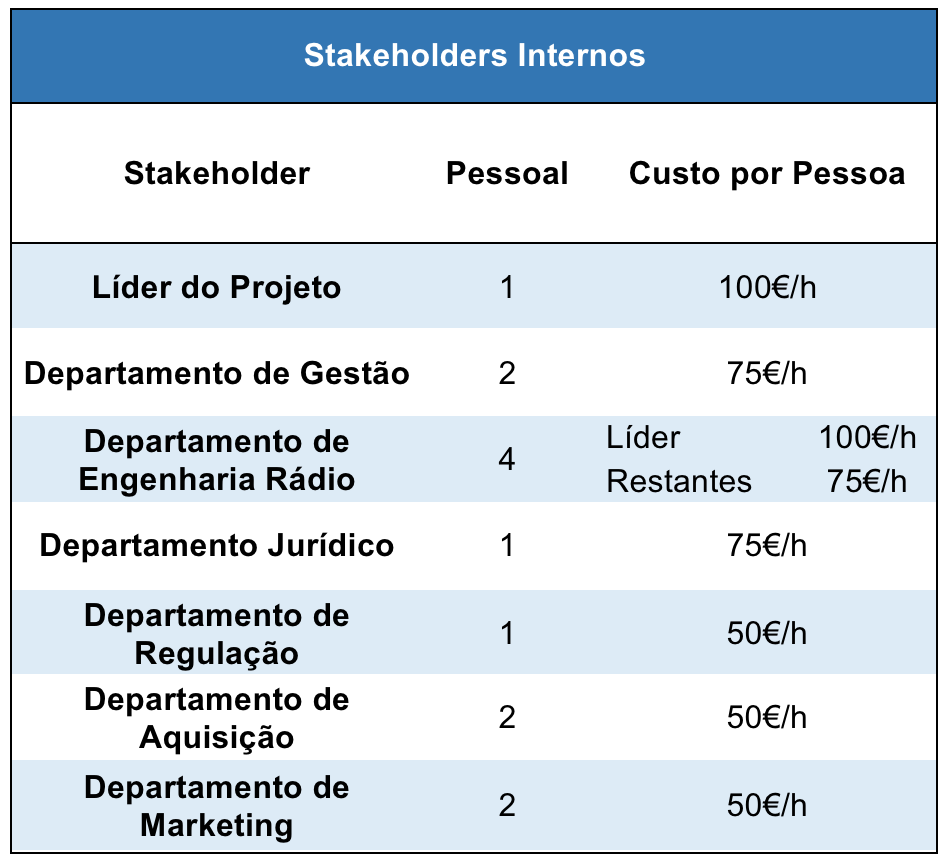 Stakeholders Internos
Stakeholder Pessoal Custo por Pessoa
Líder do Projeto 1 100€/h
Departamento de Gestão 2 75€/h
Departamento de
Engenharia Rádio
4
Líder 100€/h
Restantes 75€/h
Departamento Jurídico 1 75€/h
Departamento de
Regulação
1 50€/h
Departamento de
Aquisição
2 50€/h
Departamento de
Marketing
2 50€/h